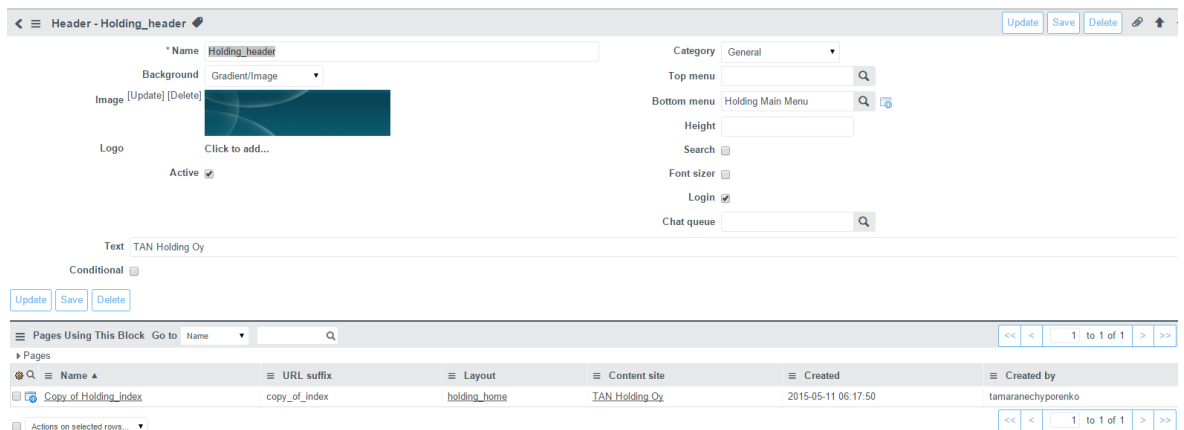 Header - Holding_header Update Save Delete
* Name Holding_header Category General
Background Gradient/Image Top menu
Image [Update] [Delete] Bottom menu Holding Main Menu
Height
Logo Click to add... Search
Active Font sizer
Login
Chat queue
Text TAN Holding Oy
Conditional
Update Save Delete
Pages Using This Block Go to Name << < 1 to 1 of 1 > >>
Pages
Name URL suffix Layout Content site Created Created by
Copy of Holding_index copy_of_index holding_home TAN Holding Oy 2015-05-11 06:17:50 tamaranechyporenko
Actions on selected rows... << < 1 to 1 of 1 > >>